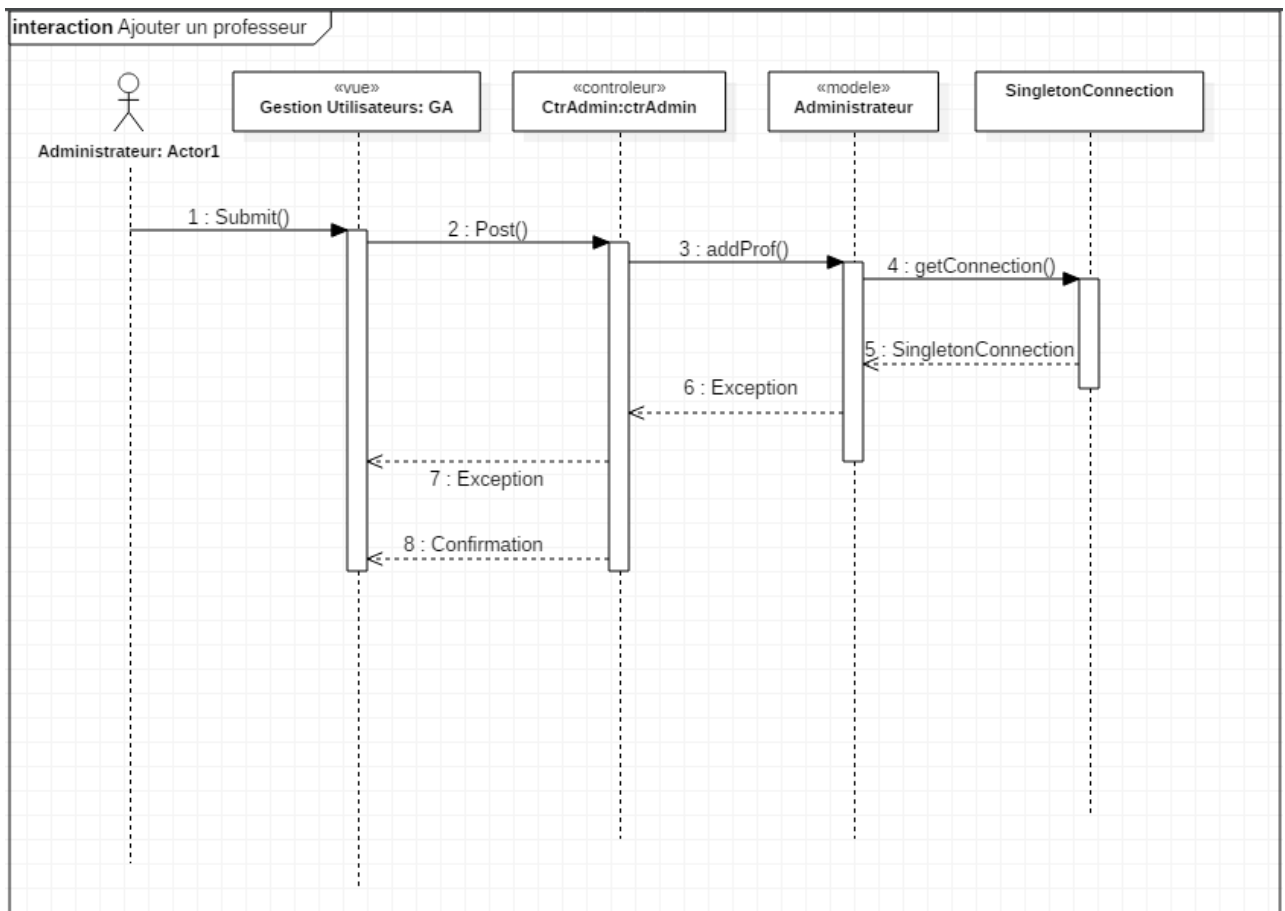 interaction Ajouter un professeur
«vue»
Gestion Utilisateurs: GA
«controleur»
CtrAdmin:ctrAdmin
«modele»
Administrateur
SingletonConnection
Administrateur: Actor1
1 : Submit()
2 : Post()
3 : addProf()
4 : getConnection()
5 : SingletonConnection
6 : Exception
7 : Exception
8 : Confirmation